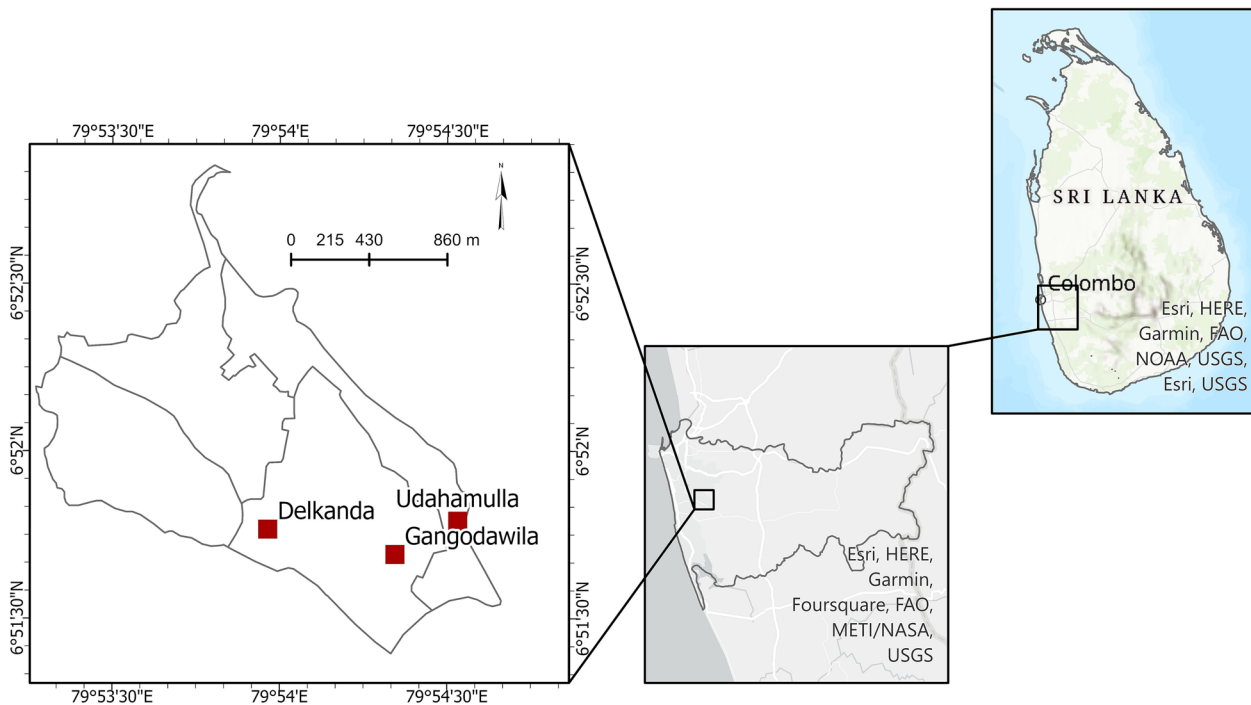 79°53'30"E 79°54'E 79°54'30"E
N
0 215 430 860 m
6°52'30"N
6°52'30"N
6°52'N
6°52'N
6°51'30"N
6°51'30"N
Delkanda
Udahamulla
Gangodawila
79°53'30"E 79°54'E 79°54'30"E
Esri, HERE,
Garmin,
Foursquare, FAO,
METI/NASA,
USGS
SRI LANKA
Colombo
Esri, HERE,
Garmin, FAO,
NOAA, USGS,
Esri, USGS